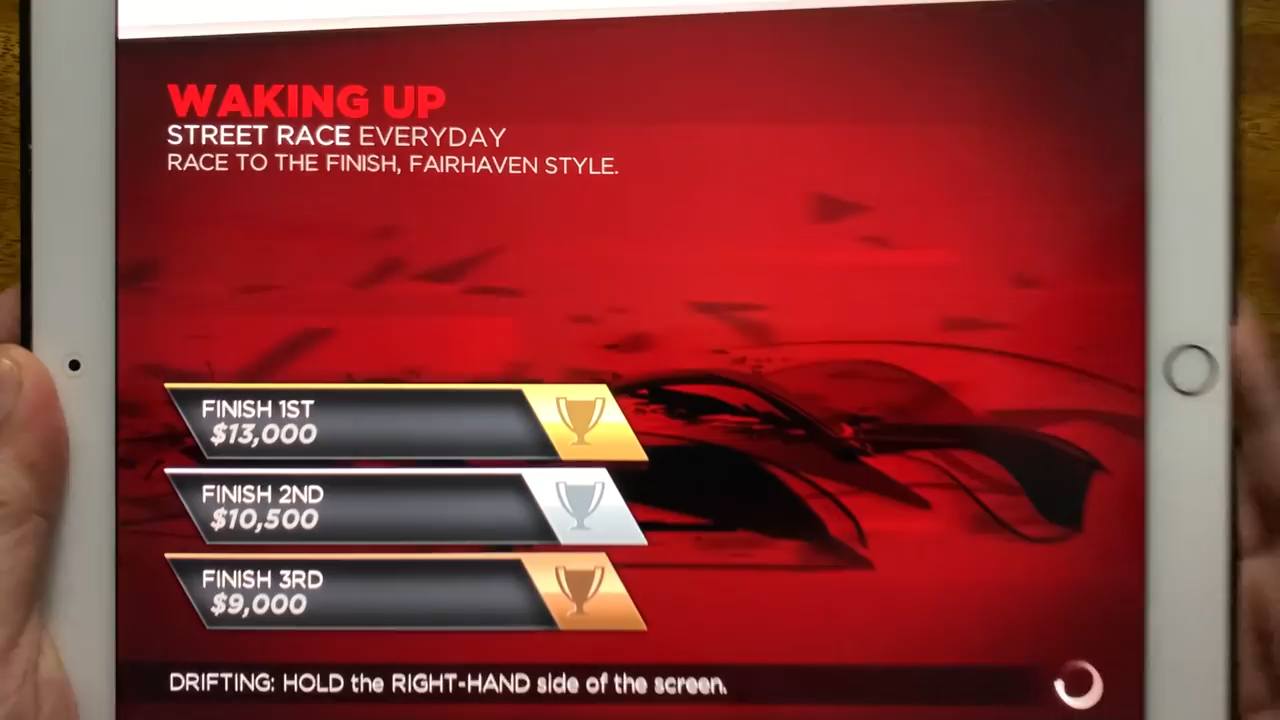 WAKING UP
STREET RACE EVERYDAY
RACE TO THE FINISH, FAIRHAVEN STYLE.
FINISH 1ST
$13,000
FINISH 2ND
$10,500
FINISH 3RD
$9,000
DRIFTING: HOLD the RIGHT-HAND side of the screen.